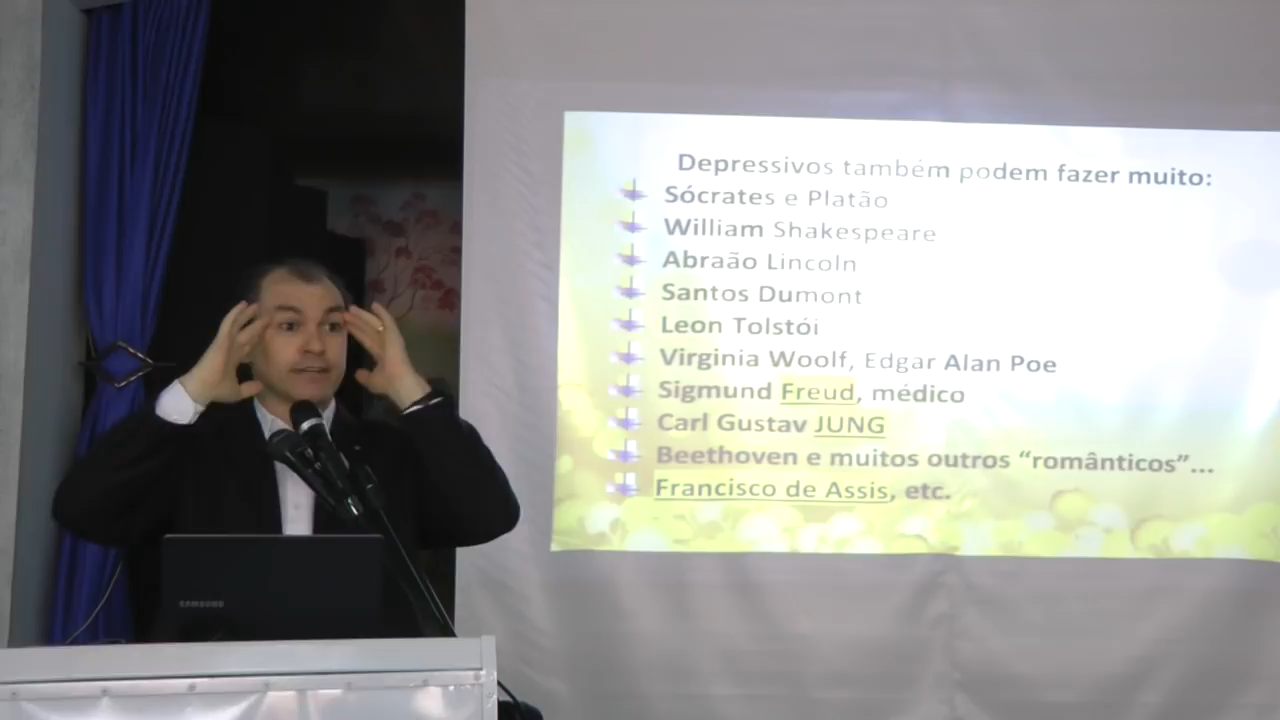 Depressivos também podem fazer muito:
Sócrates e Platão
William Shakespeare
Abraão Lincoln
Santos Dumont
Leon Tolstói
Virginia Woolf, Edgar Alan Poe
Sigmund Freud, médico
Carl Gustav JUNG
Beethoven e muitos outros “românticos”...
Francisco de Assis, etc.
SAMSUNG